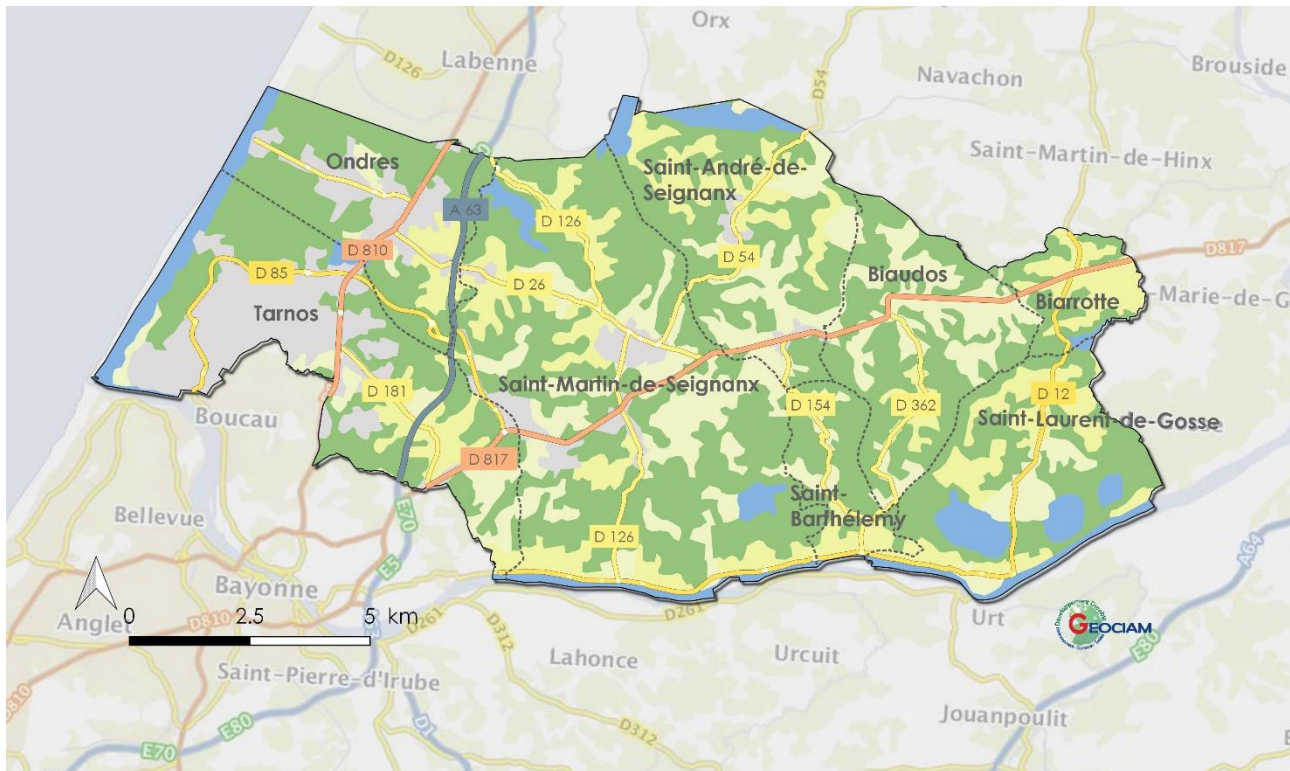 Orx
Labenne
D126
D54
Navachon
Brouside
Saint-Martin-de-Hinx
Ondres
Saint-André-de-
Seignanx
A 63
D 126
D 810
D 85
D 54
D 26
Biaudos
D817
Biarrotte
Marie-de-G
Tarnos
D 181
Saint-Martin-de-Seignanx
D 154
D 362
D 12
Saint-Laurent-de-Gosse
Boucau
D 817
Saint-
Barthélemy
Bellevue
E70
E5
D 126
A64
Bayonne
0 2.5 5 km
D261
D261
Anglet
D810
D312
Urt
GEOCIAM
Lahonce
Urcuit
E80
Saint-Pierre-d'Irube
D810
E80
D1
E70
D312
Jouanpoulit
E